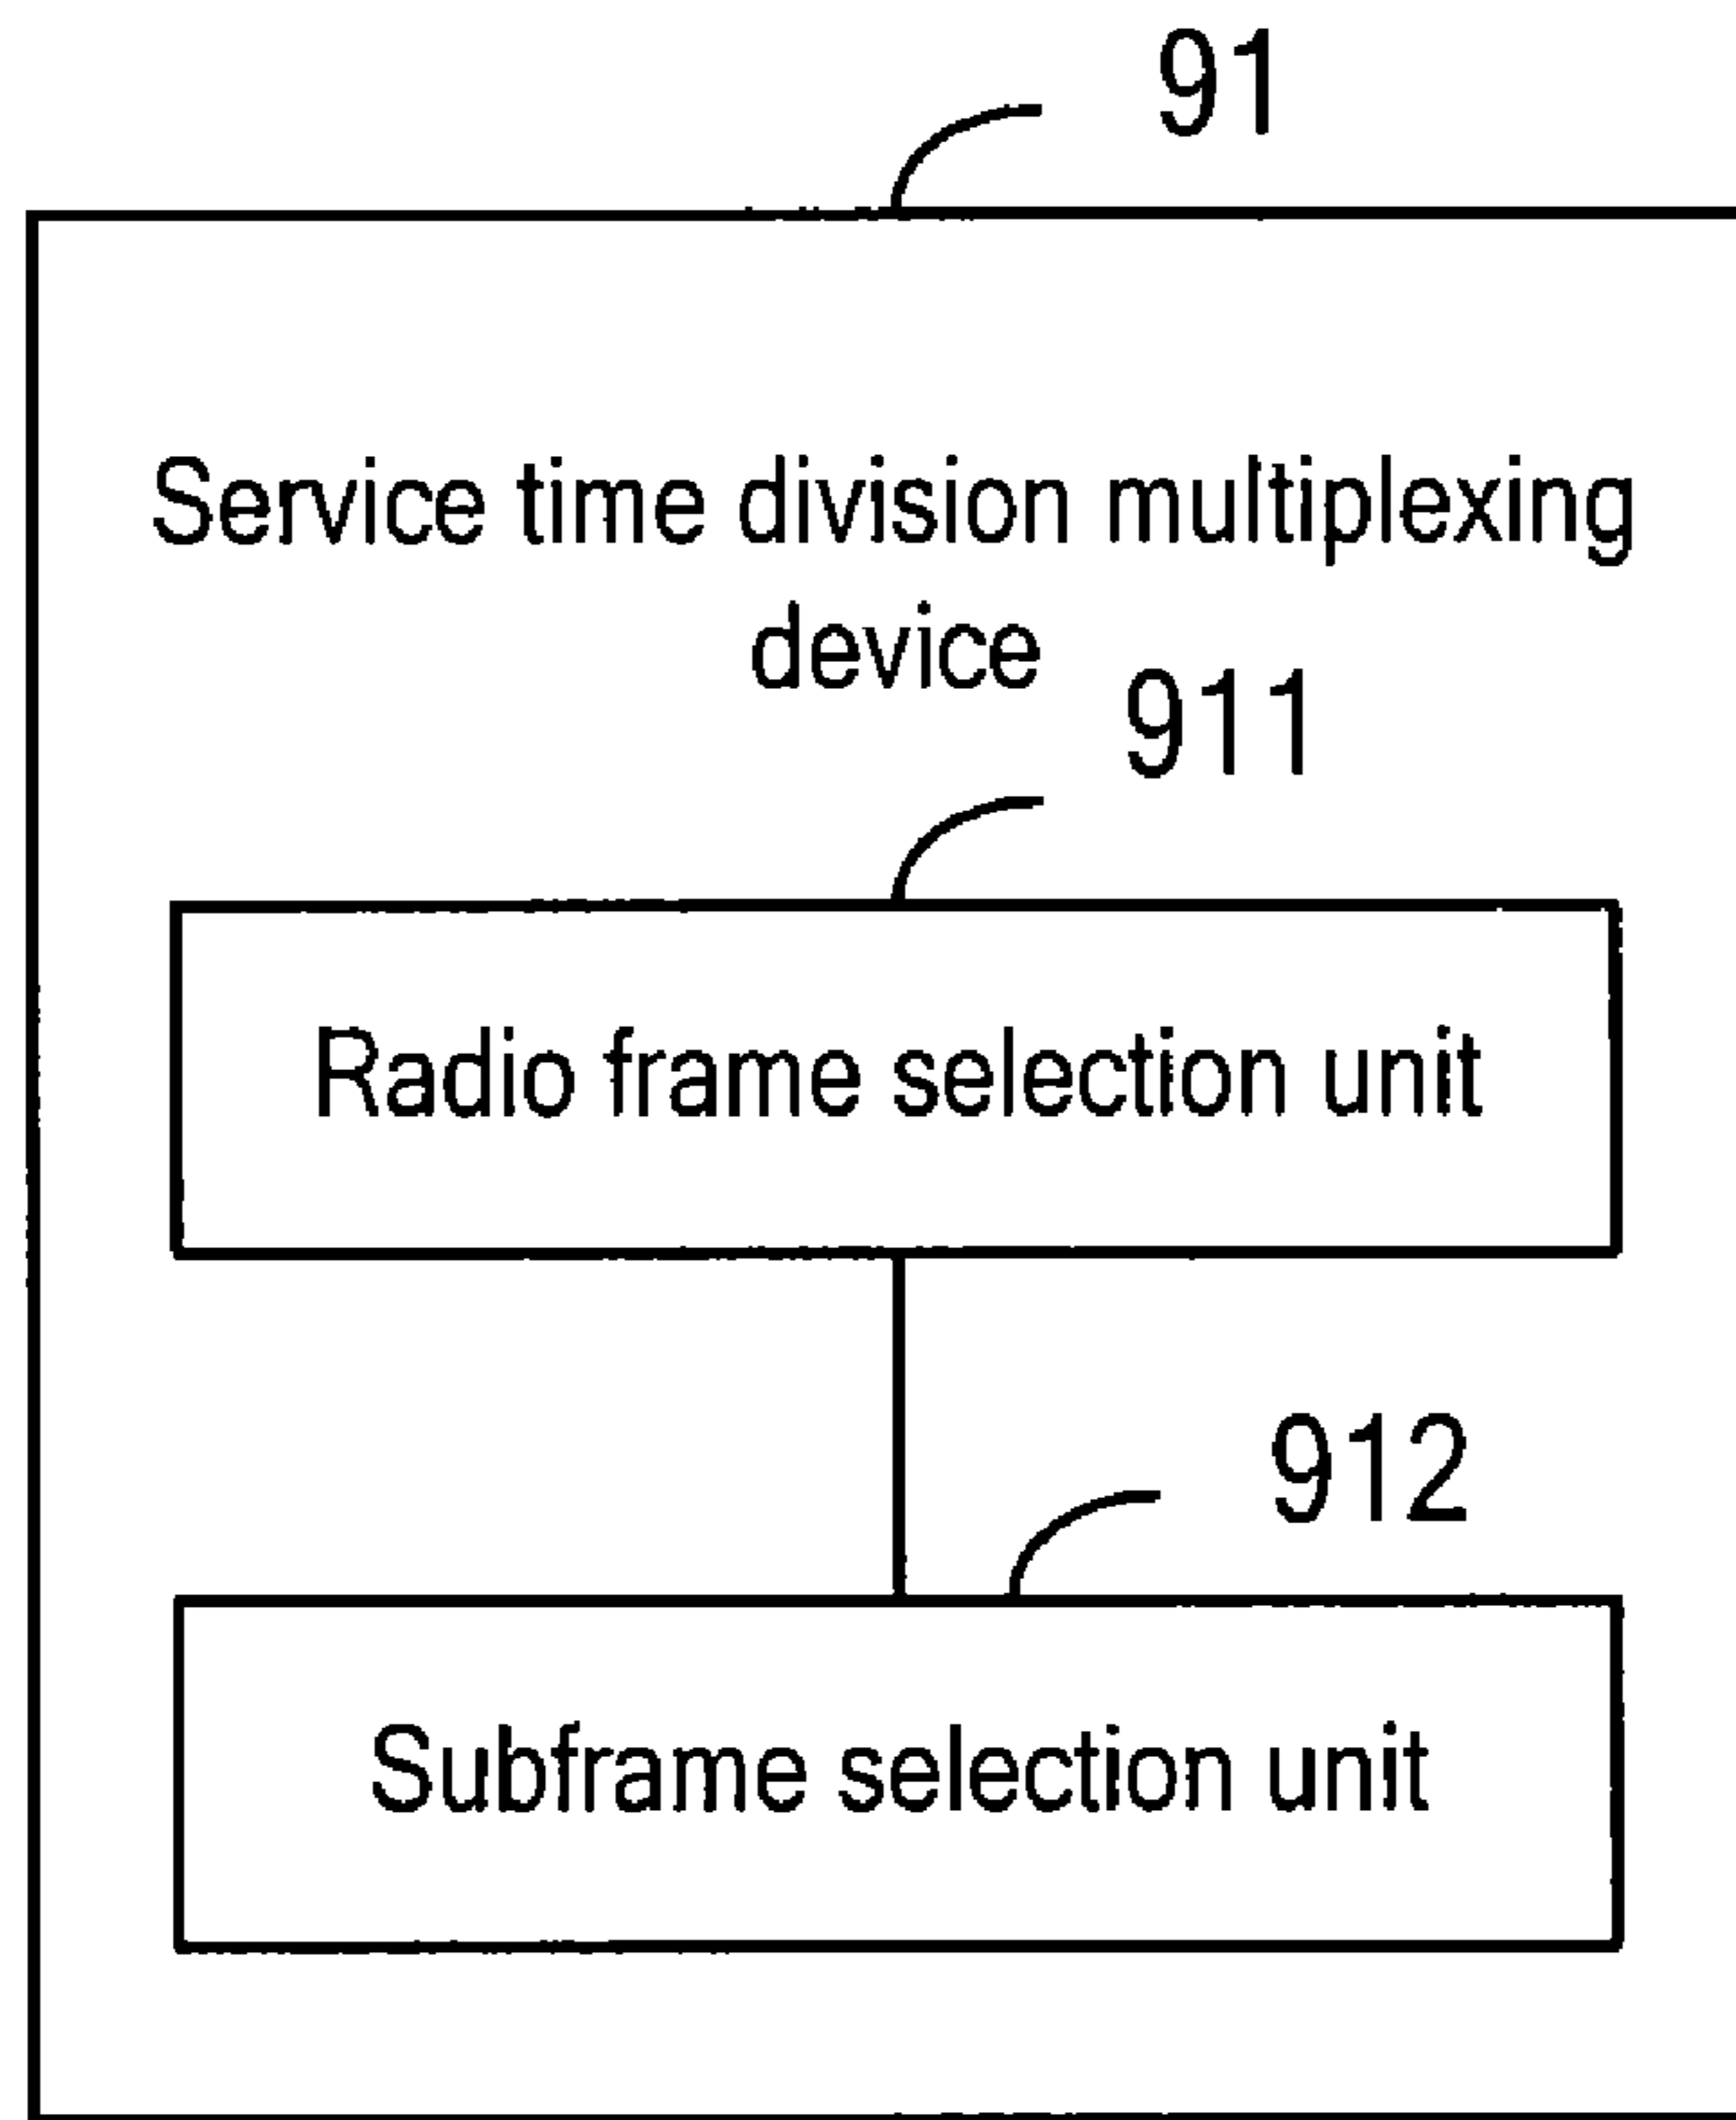 91
Service time division multiplexing
device
911
Radio frame selection unit
912
Subframe selection unit